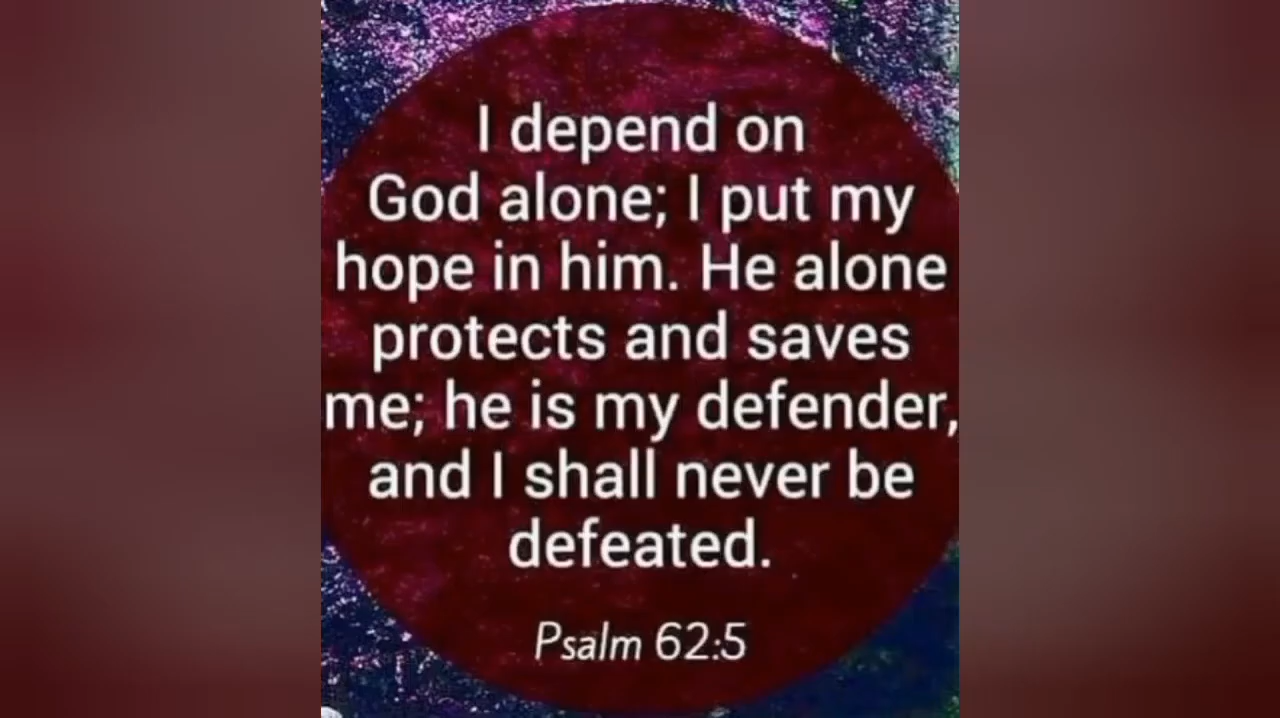 I depend on
God alone; I put my
hope in him. He alone
protects and saves
me; he is my defender,
and I shall never be
defeated.
Psalm 62:5